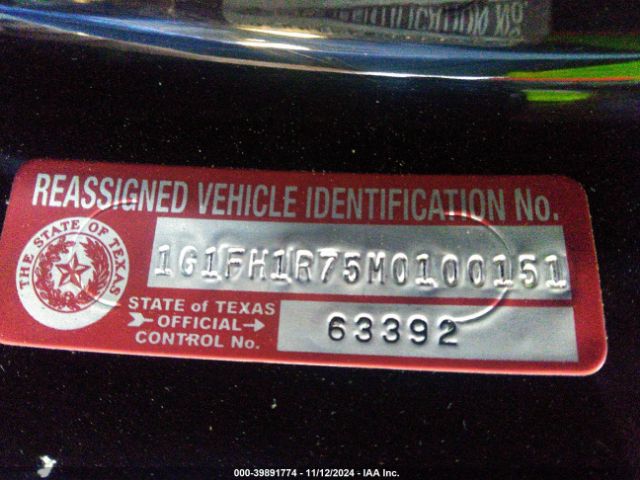 REASSIGNED VEHICLE IDENTIFICATION No.
THE STATE OF TEXAS
1G1FH1R75M0100151
STATE of TEXAS
OFFICIAL
CONTROL No.
63392
000-39891774 - 11/12/2024 - IAA Inc.